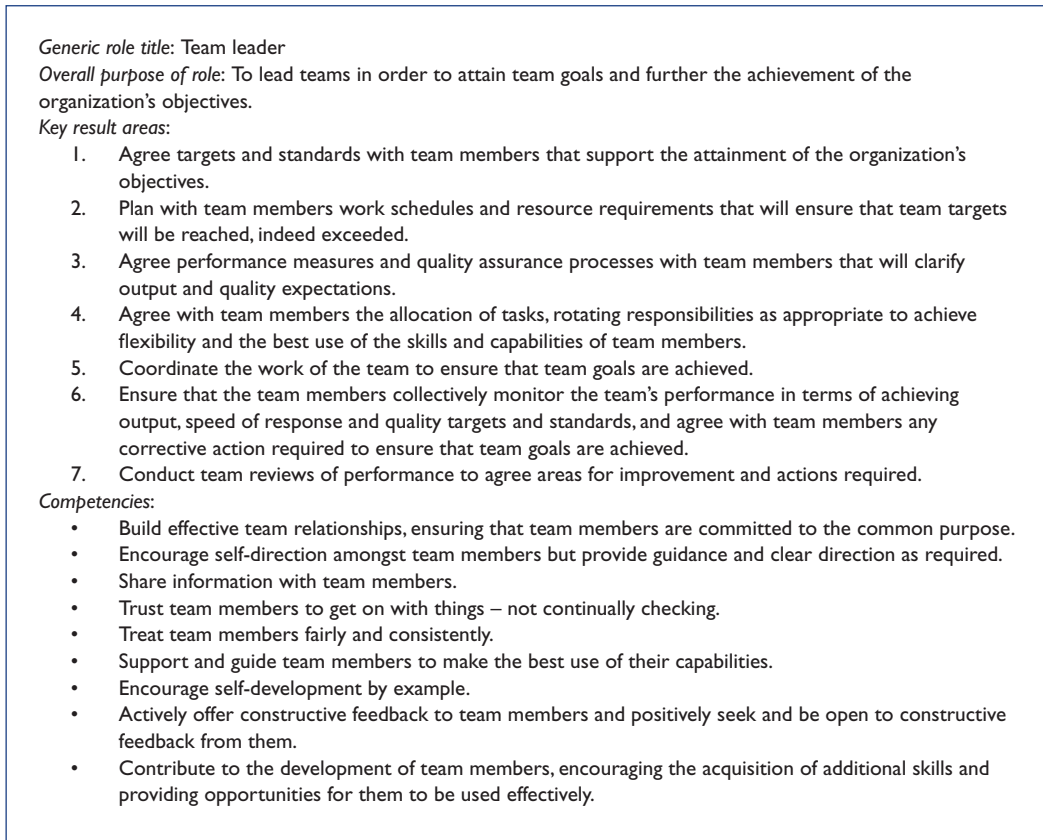 Generic role title: Team leader
Overall purpose of role: To lead teams in order to attain team goals and further the achievement of the
organization’s objectives.
Key result areas:
1. Agree targets and standards with team members that support the attainment of the organization’s
objectives.
2. Plan with team members work schedules and resource requirements that will ensure that team targets
will be reached, indeed exceeded.
3. Agree performance measures and quality assurance processes with team members that will clarify
output and quality expectations.
4. Agree with team members the allocation of tasks, rotating responsibilities as appropriate to achieve
flexibility and the best use of the skills and capabilities of team members.
5. Coordinate the work of the team to ensure that team goals are achieved.
6. Ensure that the team members collectively monitor the team’s performance in terms of achieving
output, speed of response and quality targets and standards, and agree with team members any
corrective action required to ensure that team goals are achieved.
7. Conduct team reviews of performance to agree areas for improvement and actions required.
Competencies:
• Build effective team relationships, ensuring that team members are committed to the common purpose.
• Encourage self-direction amongst team members but provide guidance and clear direction as required.
• Share information with team members.
• Trust team members to get on with things – not continually checking.
• Treat team members fairly and consistently.
• Support and guide team members to make the best use of their capabilities.
• Encourage self-development by example.
• Actively offer constructive feedback to team members and positively seek and be open to constructive
feedback from them.
• Contribute to the development of team members, encouraging the acquisition of additional skills and
providing opportunities for them to be used effectively.